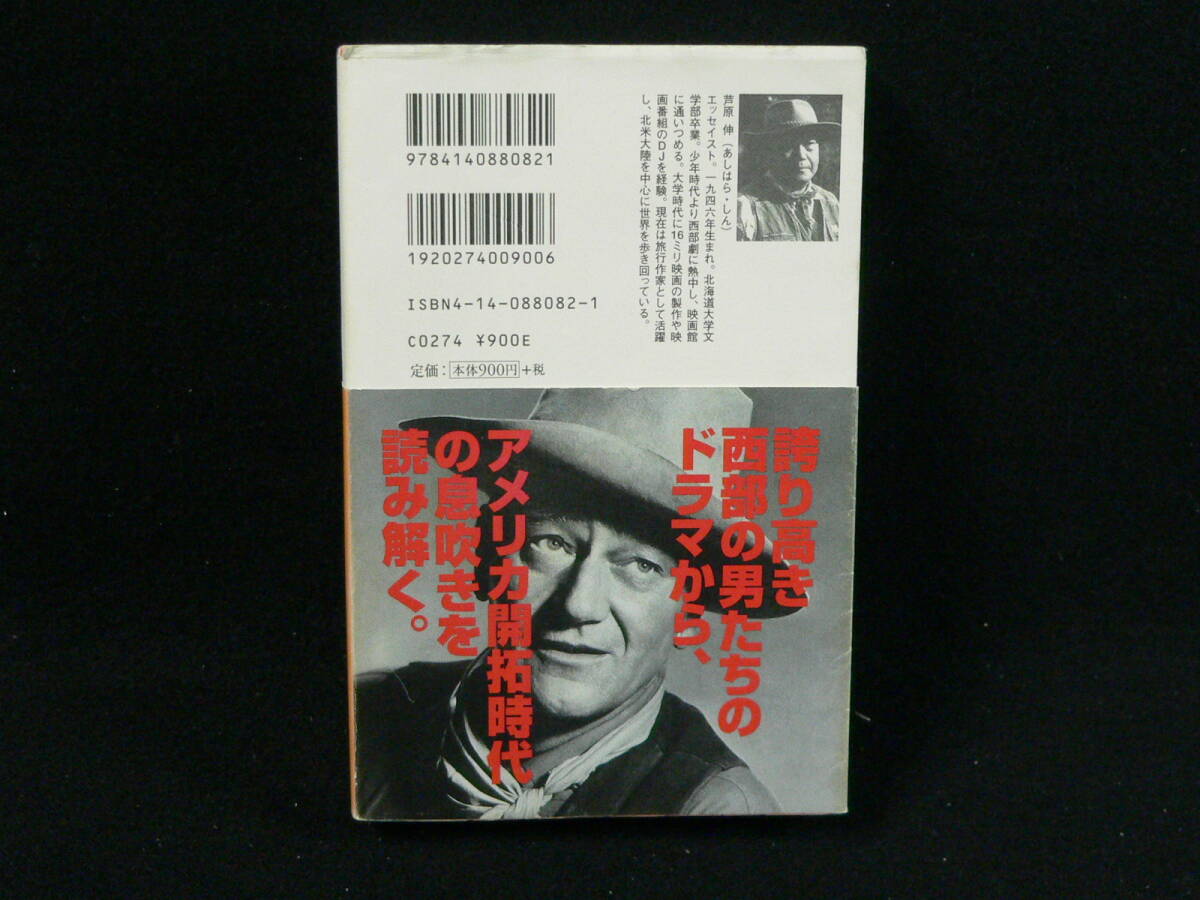 9784140880821
1920274009006
ISBN4-14-088082-1
C0274 ¥900E
定価：本体900円+税
芦原 伸（あしはら・しん）
エッセイスト。一九四六年生まれ。北海道大学文
学部卒業。少年時代より西部劇に熱中し、映画館
に通いつめる。大学時代に16ミリ映画の製作や映
画番組のDJを経験。現在は旅行作家として活躍
し、北米大陸を中心に世界を歩き回っている。
誇り高き
西部の男たちの
ドラマから、
アメリカ開拓時代
の息吹きを
読み解く。